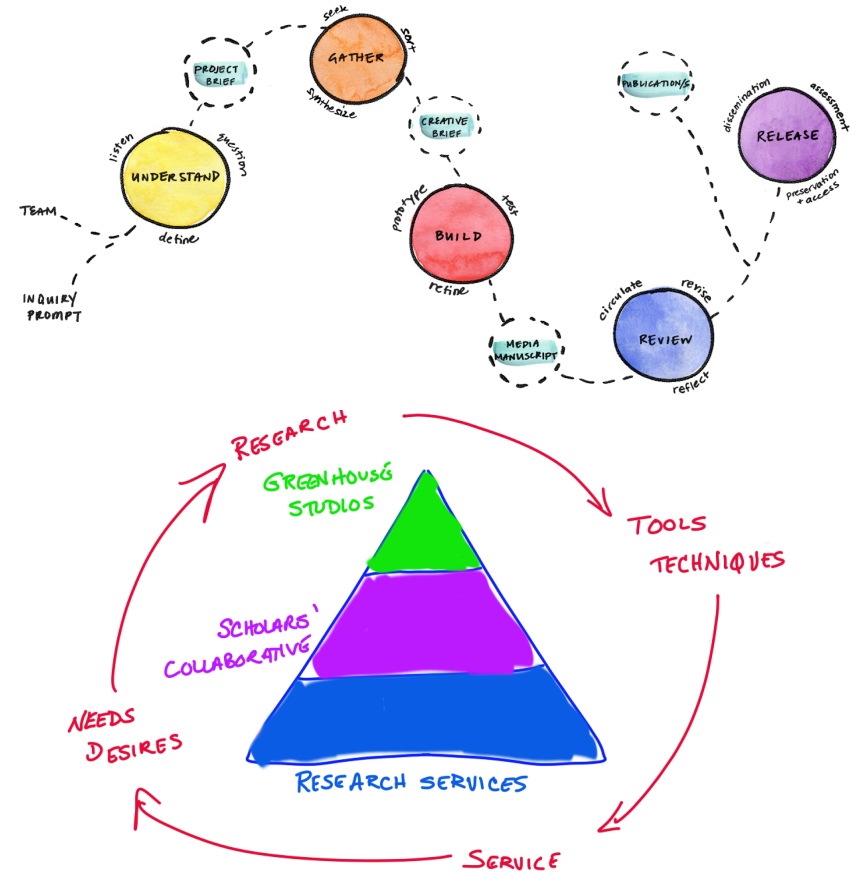 seek
sort
GATHER
synthesize
PROJECT
BRIEF
listen
question
UNDERSTAND
define
TEAM
INQUIRY
PROMPT
CREATIVE
BRIEF
prototype
test
BUILD
refine
MEDIA
MANUSCRIPT
circulate
revise
REVIEW
reflect
PUBLICATION/S
dissemination
assessment
RELEASE
preservation
+ access
RESEARCH
GREENHOUSE
STUDIOS
TOOLS
TECHNIQUES
SCHOLARS'
COLLABORATIVE
NEEDS
DESIRES
RESEARCH SERVICES
SERVICE